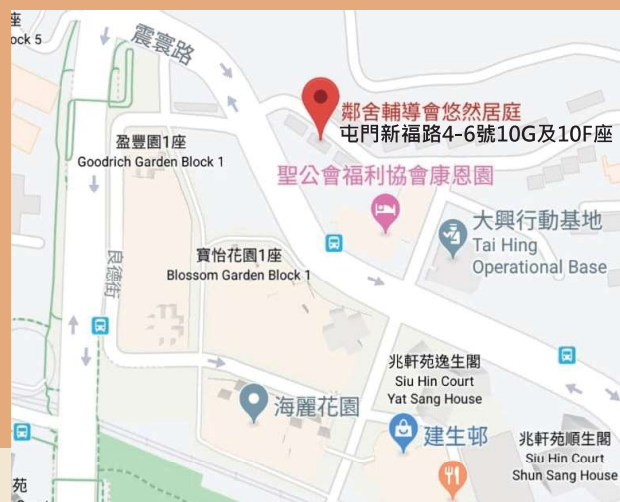 座
ock 5
震寰路
鄰舍輔導會悠然居庭
屯門新福路4-6號10G及10F座
盈豐園1座
Goodrich Garden Block 1
聖公會福利協會康恩園
大興行動基地
Tai Hing
Operational Base
良德街
寶怡花園1座
Blossom Garden Block 1
兆軒苑逸生閣
Siu Hin Court
Yat Sang House
海麗花園
建生邨
兆軒苑順生閣
Siu Hin Court
Shun Sang House
苑